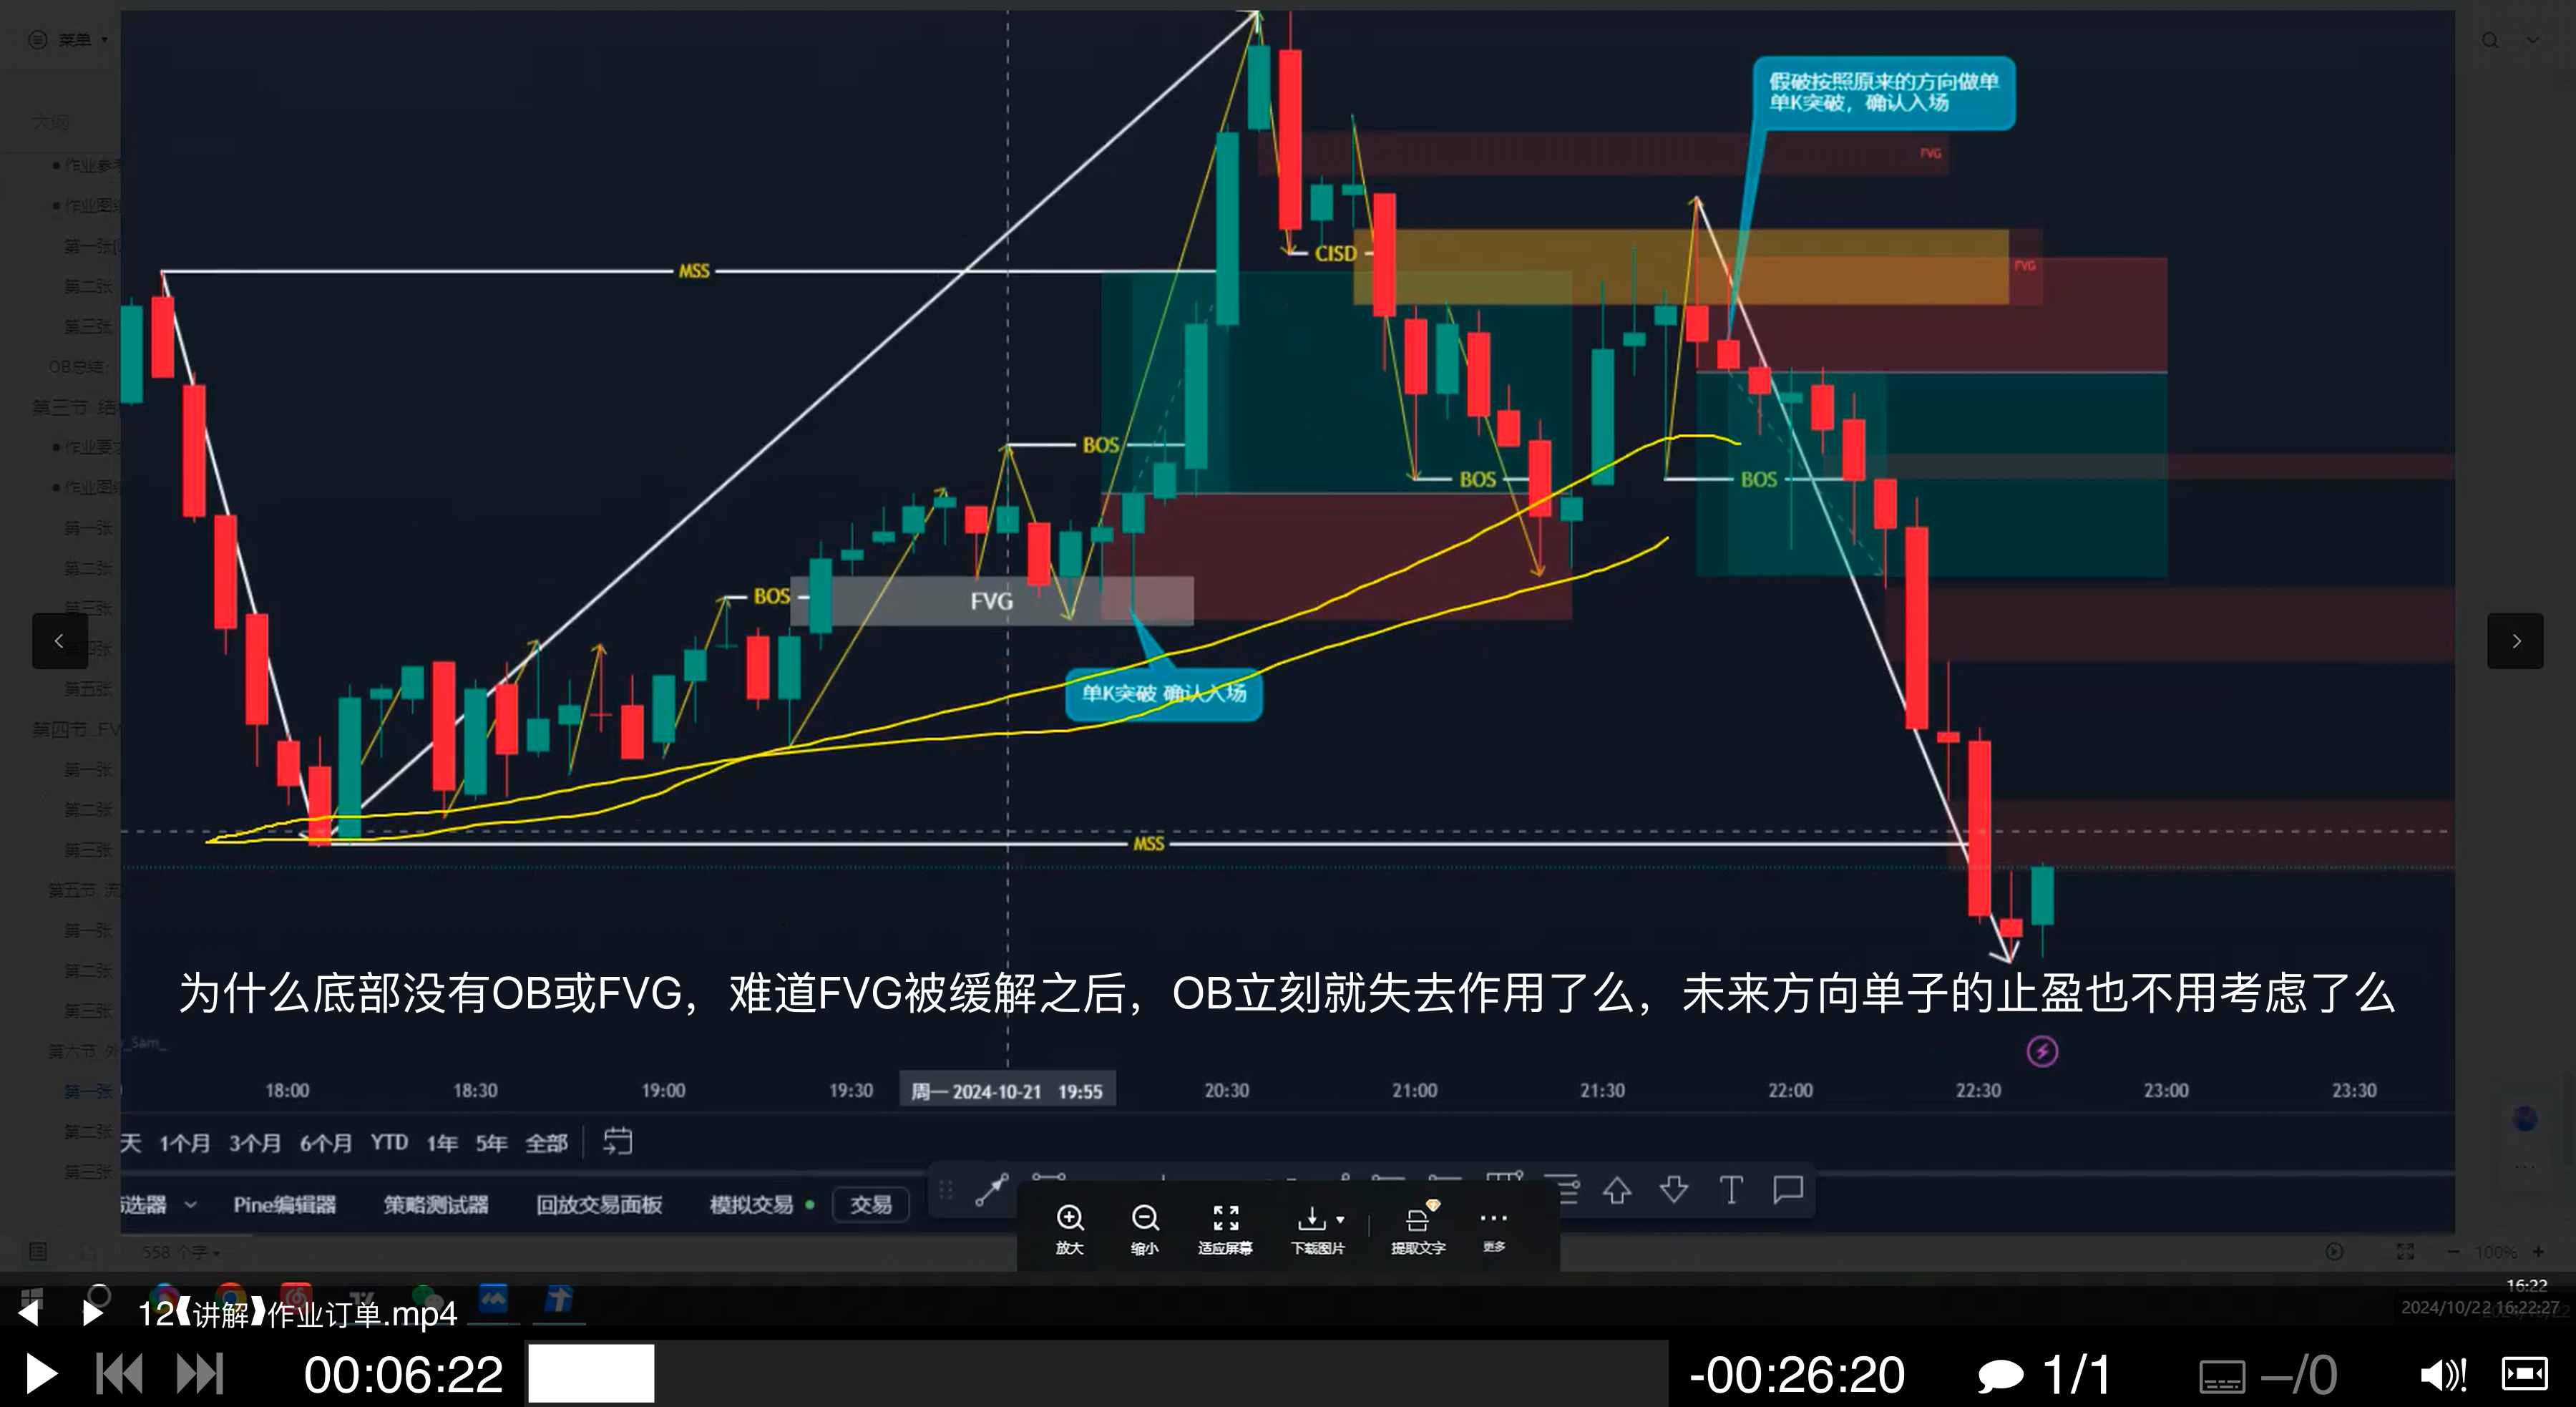 菜单
大纲
作业参考
作业图纸
第一张
第二张
第三张
OB总结:
第三节 结
作业要求
作业图纸
第一张
第二张
第三张
第四张
第五张
第四节 FV
第一张
第二张
第三张
第五节 流
第一张
第二张
第三张
第六节 外
第一张
第二张
第三张
假破按照原来的方向做单
单K突破，确认入场
FVG
CISD
FVG
MSS
BOS
BOS
BOS
BOS
FVG
单K突破 确认入场
MSS
为什么底部没有OB或FVG，难道FVG被缓解之后，OB立刻就失去作用了么，未来方向单子的止盈也不用考虑了么
_Sam_
18:00 18:30 19:00 19:30 周一 2024-10-21 19:55 20:30 21:00 21:30 22:00 22:30 23:00 23:30
天 1个月 3个月 6个月 YTD 1年 5年 全部
选器 Pine编辑器 策略测试器 回放交易面板 模拟交易 交易
放大 缩小 适应屏幕 下载图片 提取文字 更多
558 个字
100%
16:22
2024/10/22 16:22:27
12【讲解】作业订单.mp4
00:06:22 -00:26:20 1/1 –/0